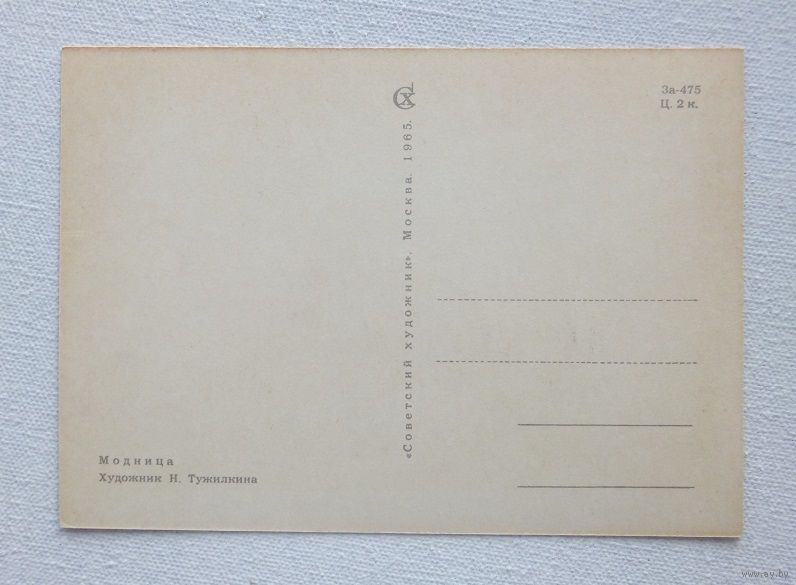 СХ
За-475
Ц. 2 к.
«Советский художник». Москва. 1965.
Модница
Художник Н. Тужилкина
www.ay.by